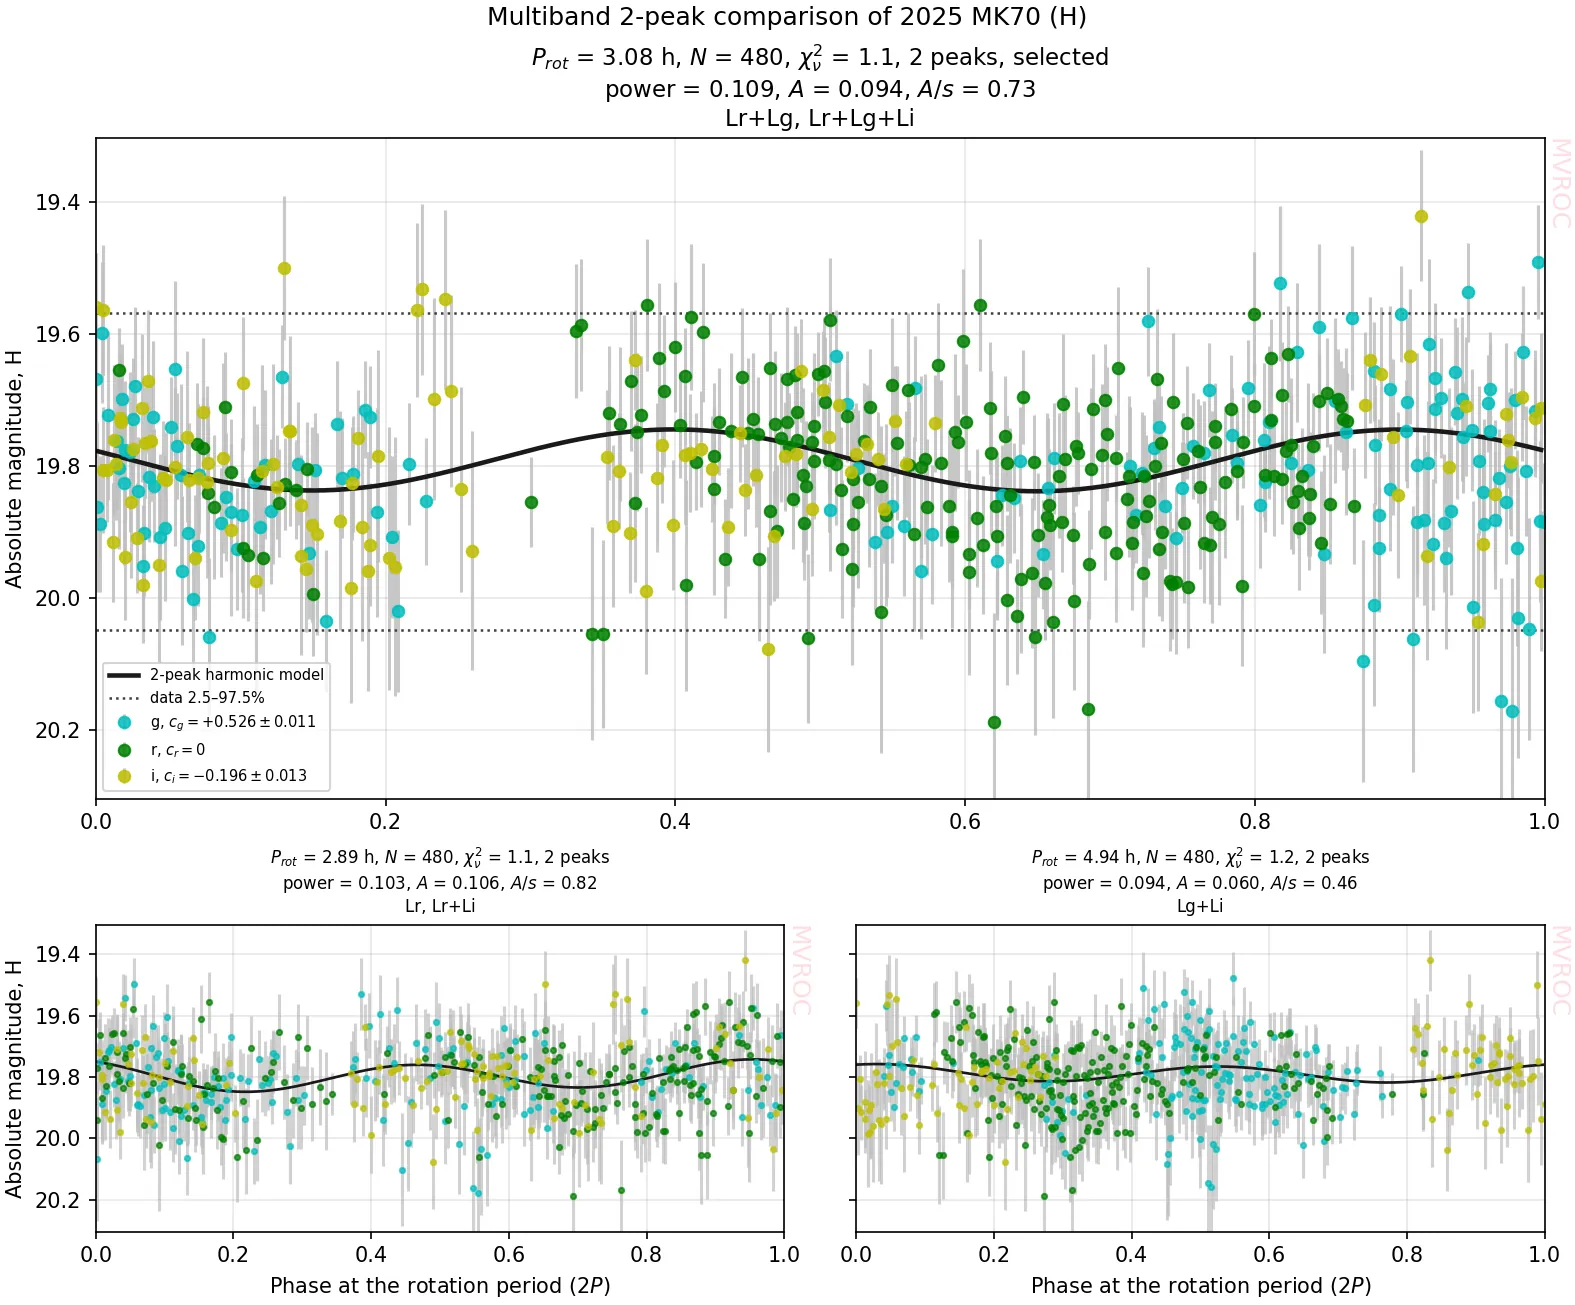 Multiband 2-peak comparison of 2025 MK70 (H)
P_rot = 3.08 h, N = 480, χ²_ν = 1.1, 2 peaks, selected
power = 0.109, A = 0.094, A/s = 0.73
Lr+Lg, Lr+Lg+Li
MVROC
Absolute magnitude, H
19.4
19.6
19.8
20.0
20.2
2-peak harmonic model
data 2.5–97.5%
g, c_g = +0.526 ± 0.011
r, c_r = 0
i, c_i = −0.196 ± 0.013
0.0 0.2 0.4 0.6 0.8 1.0
P_rot = 2.89 h, N = 480, χ²_ν = 1.1, 2 peaks
power = 0.103, A = 0.106, A/s = 0.82
Lr, Lr+Li
MVROC
Absolute magnitude, H
19.4
19.6
19.8
20.0
20.2
0.0 0.2 0.4 0.6 0.8 1.0
Phase at the rotation period (2P)
P_rot = 4.94 h, N = 480, χ²_ν = 1.2, 2 peaks
power = 0.094, A = 0.060, A/s = 0.46
Lg+Li
MVROC
0.0 0.2 0.4 0.6 0.8 1.0
Phase at the rotation period (2P)